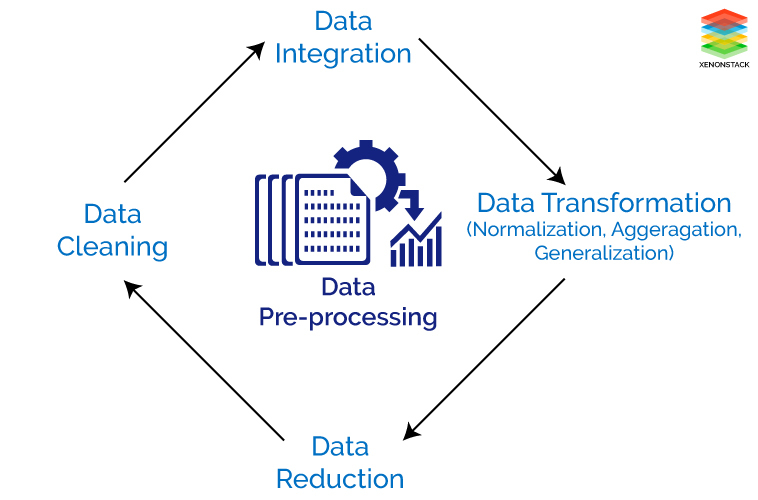 Data
Integration
XENONSTACK
Data Transformation
(Normalization, Aggeragation,
Generalization)
Data
Cleaning
Data
Pre-processing
Data
Reduction